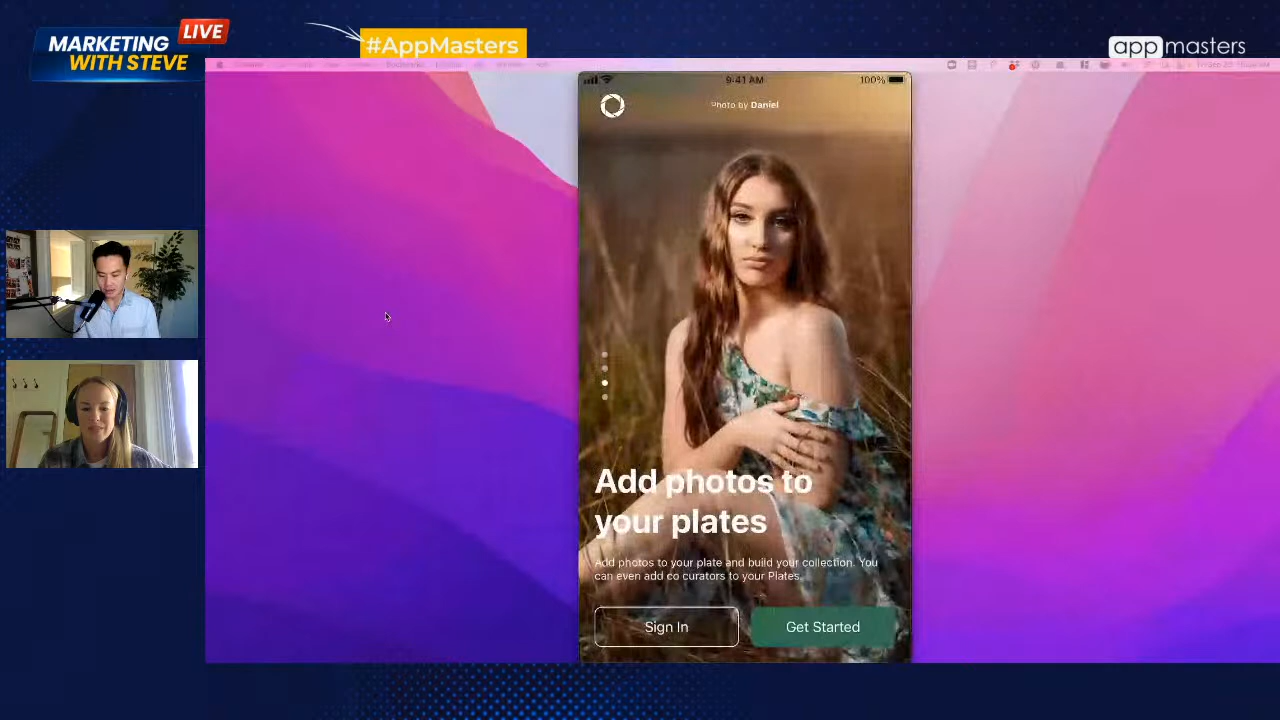 MARKETING
LIVE
WITH STEVE
#AppMasters
appmasters
9:41 AM
100%
Photo by Daniel
Add photos to
your plates
Add photos to your plate and build your collection. You
can even add co curators to your Plates.
Sign In
Get Started